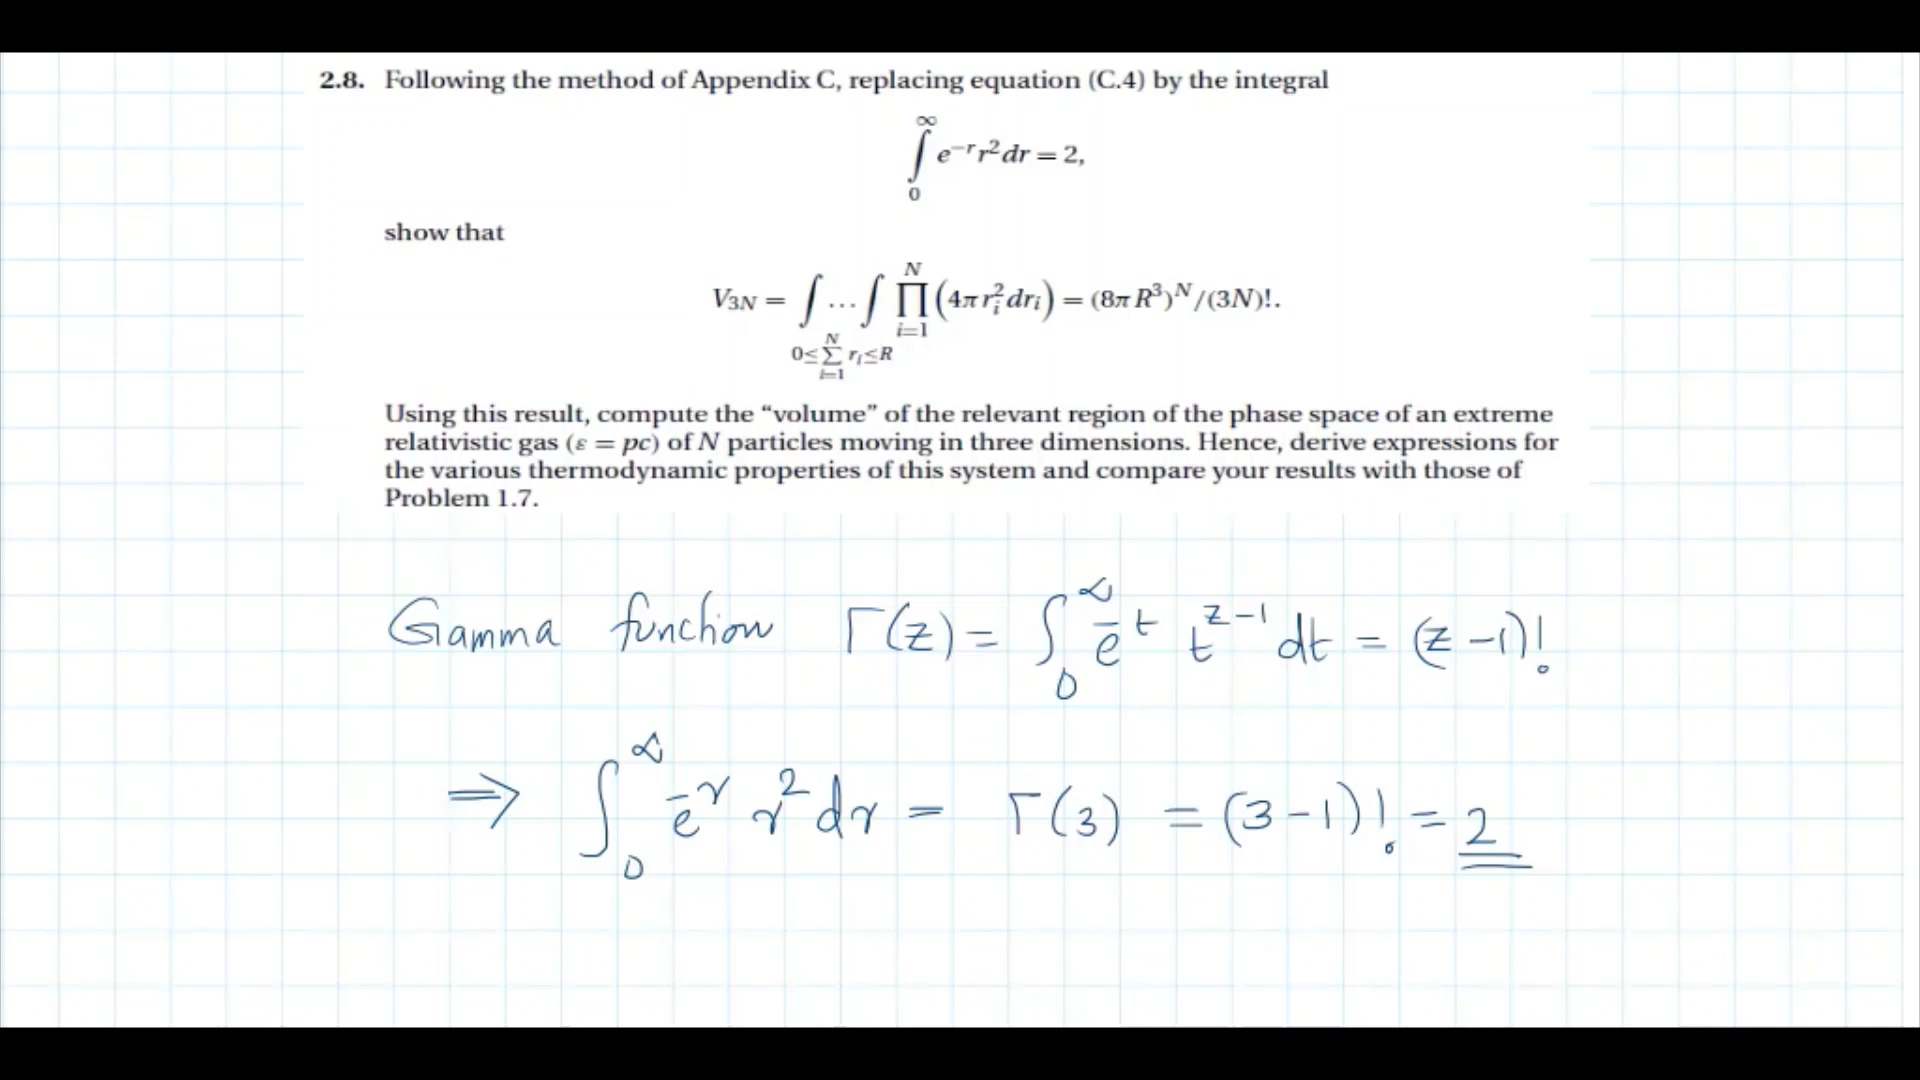 2.8. Following the method of Appendix C, replacing equation (C.4) by the integral
∫₀^∞ e^{−r} r² dr = 2,
show that
V_{3N} = ∫…∫_{0≤∑_{i=1}^{N} r_i≤R} ∏_{i=1}^{N} (4π r_i² dr_i) = (8π R³)^N/(3N)!.
Using this result, compute the “volume” of the relevant region of the phase space of an extreme
relativistic gas (ε = pc) of N particles moving in three dimensions. Hence, derive expressions for
the various thermodynamic properties of this system and compare your results with those of
Problem 1.7.
Gamma function Γ(z) = ∫₀^∞ e^{−t} t^{z−1} dt = (z−1)!
⇒ ∫₀^∞ e^{−r} r² dr = Γ(3) = (3−1)! = 2